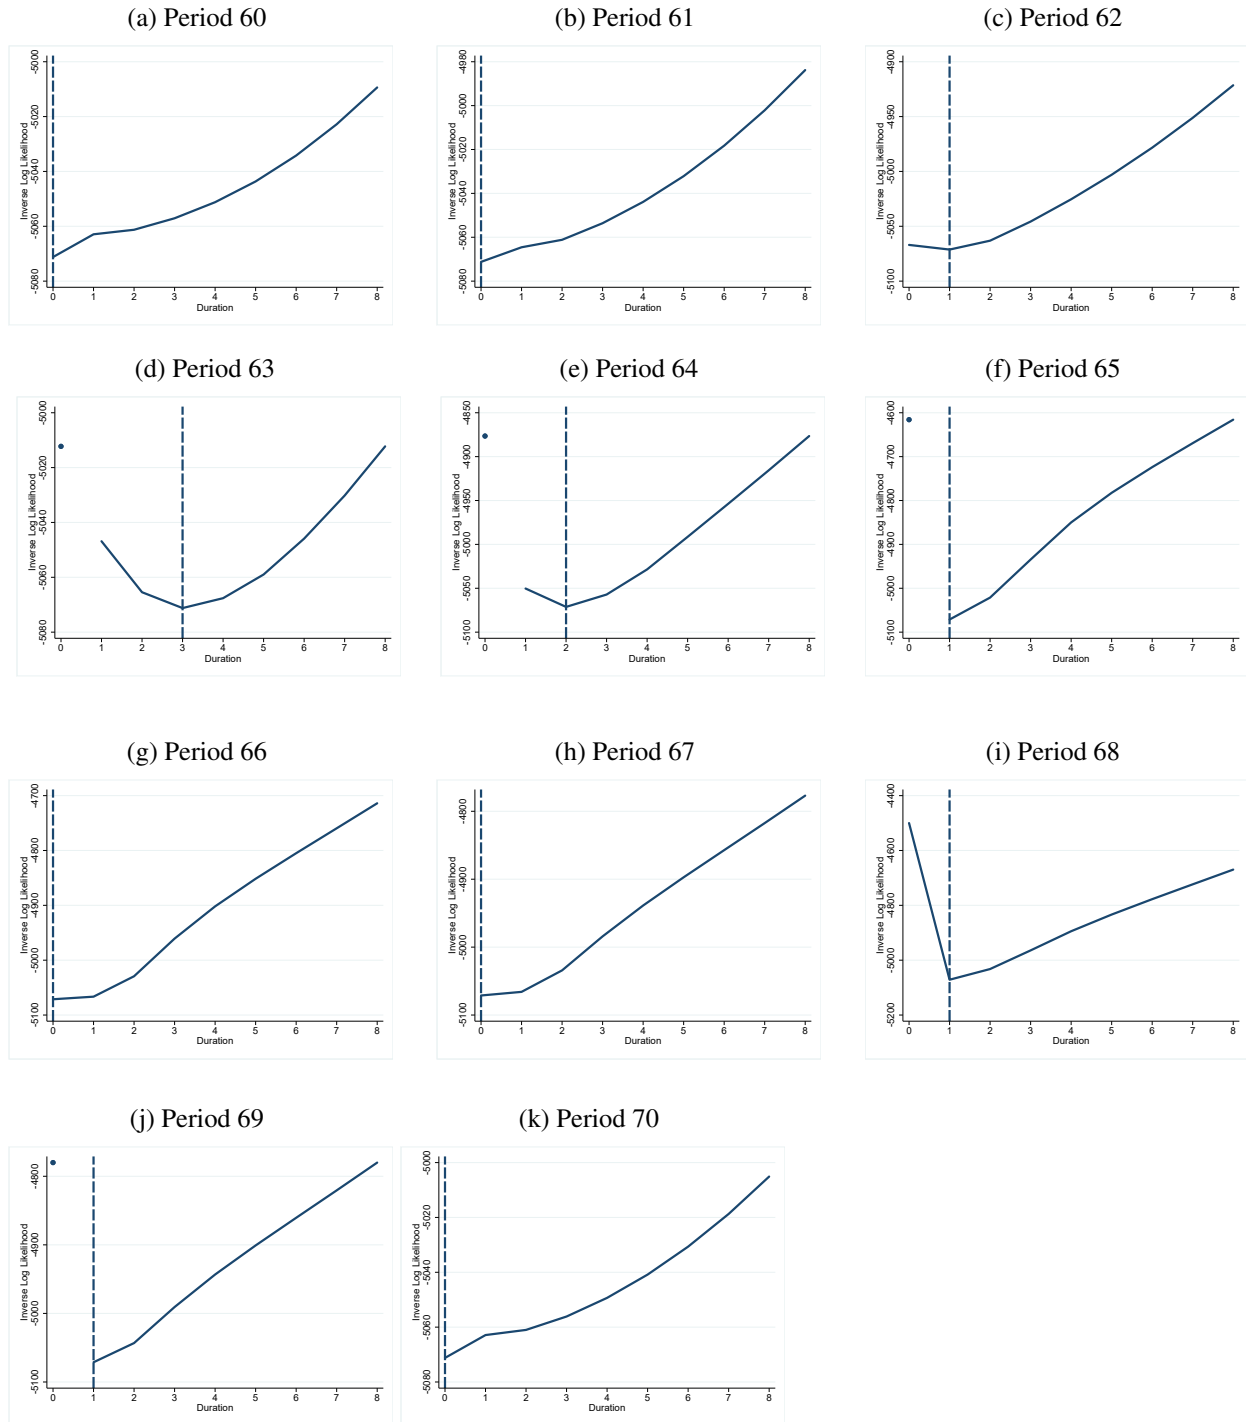 (a) Period 60
(b) Period 61
(c) Period 62
Inverse Log Likelihood
-5080 -5060 -5040 -5020 -5000
0 1 2 3 4 5 6 7 8
Duration
Inverse Log Likelihood
-5080 -5060 -5040 -5020 -5000 -4980
0 1 2 3 4 5 6 7 8
Duration
Inverse Log Likelihood
-5100 -5050 -5000 -4950 -4900
0 1 2 3 4 5 6 7 8
Duration
(d) Period 63
(e) Period 64
(f) Period 65
Inverse Log Likelihood
-5080 -5060 -5040 -5020 -5000
0 1 2 3 4 5 6 7 8
Duration
Inverse Log Likelihood
-5100 -5050 -5000 -4950 -4900 -4850
0 1 2 3 4 5 6 7 8
Duration
Inverse Log Likelihood
-5100 -5000 -4900 -4800 -4700 -4600
0 1 2 3 4 5 6 7 8
Duration
(g) Period 66
(h) Period 67
(i) Period 68
Inverse Log Likelihood
-5100 -5000 -4900 -4800 -4700
0 1 2 3 4 5 6 7 8
Duration
Inverse Log Likelihood
-5100 -5000 -4900 -4800
0 1 2 3 4 5 6 7 8
Duration
Inverse Log Likelihood
-5200 -5000 -4800 -4600 -4400
0 1 2 3 4 5 6 7 8
Duration
(j) Period 69
(k) Period 70
Inverse Log Likelihood
-5100 -5000 -4900 -4800
0 1 2 3 4 5 6 7 8
Duration
Inverse Log Likelihood
-5080 -5060 -5040 -5020 -5000
0 1 2 3 4 5 6 7 8
Duration